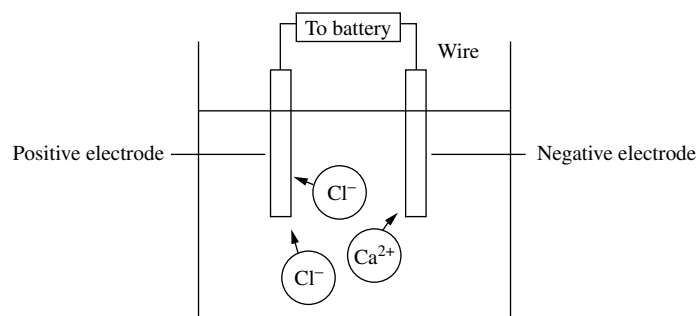 To battery
Wire
Positive electrode
Negative electrode
Cl⁻
Cl⁻
Ca²⁺